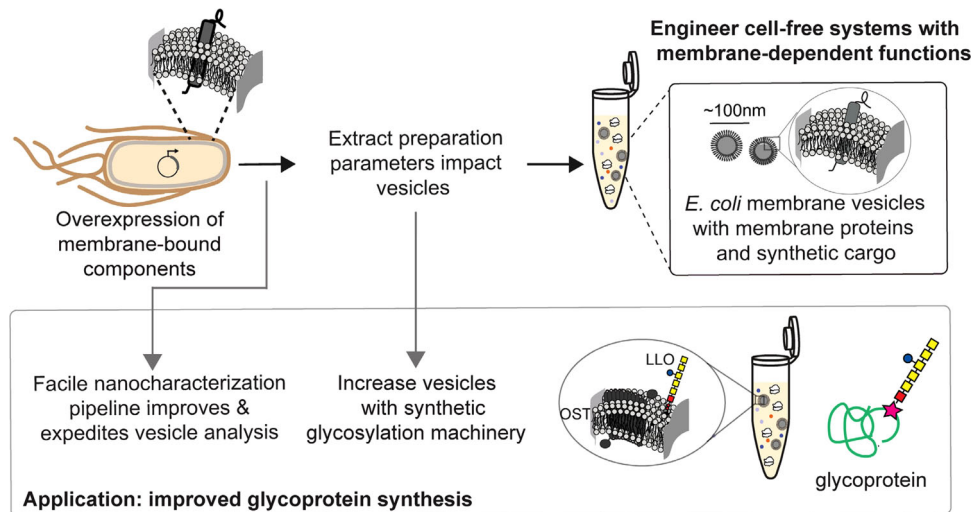 Engineer cell-free systems with
membrane-dependent functions
~100nm
Extract preparation
parameters impact
vesicles
Overexpression of
membrane-bound
components
E. coli membrane vesicles
with membrane proteins
and synthetic cargo
Facile nanocharacterization
pipeline improves &
expedites vesicle analysis
Increase vesicles
with synthetic
glycosylation machinery
LLO
OST
glycoprotein
Application: improved glycoprotein synthesis